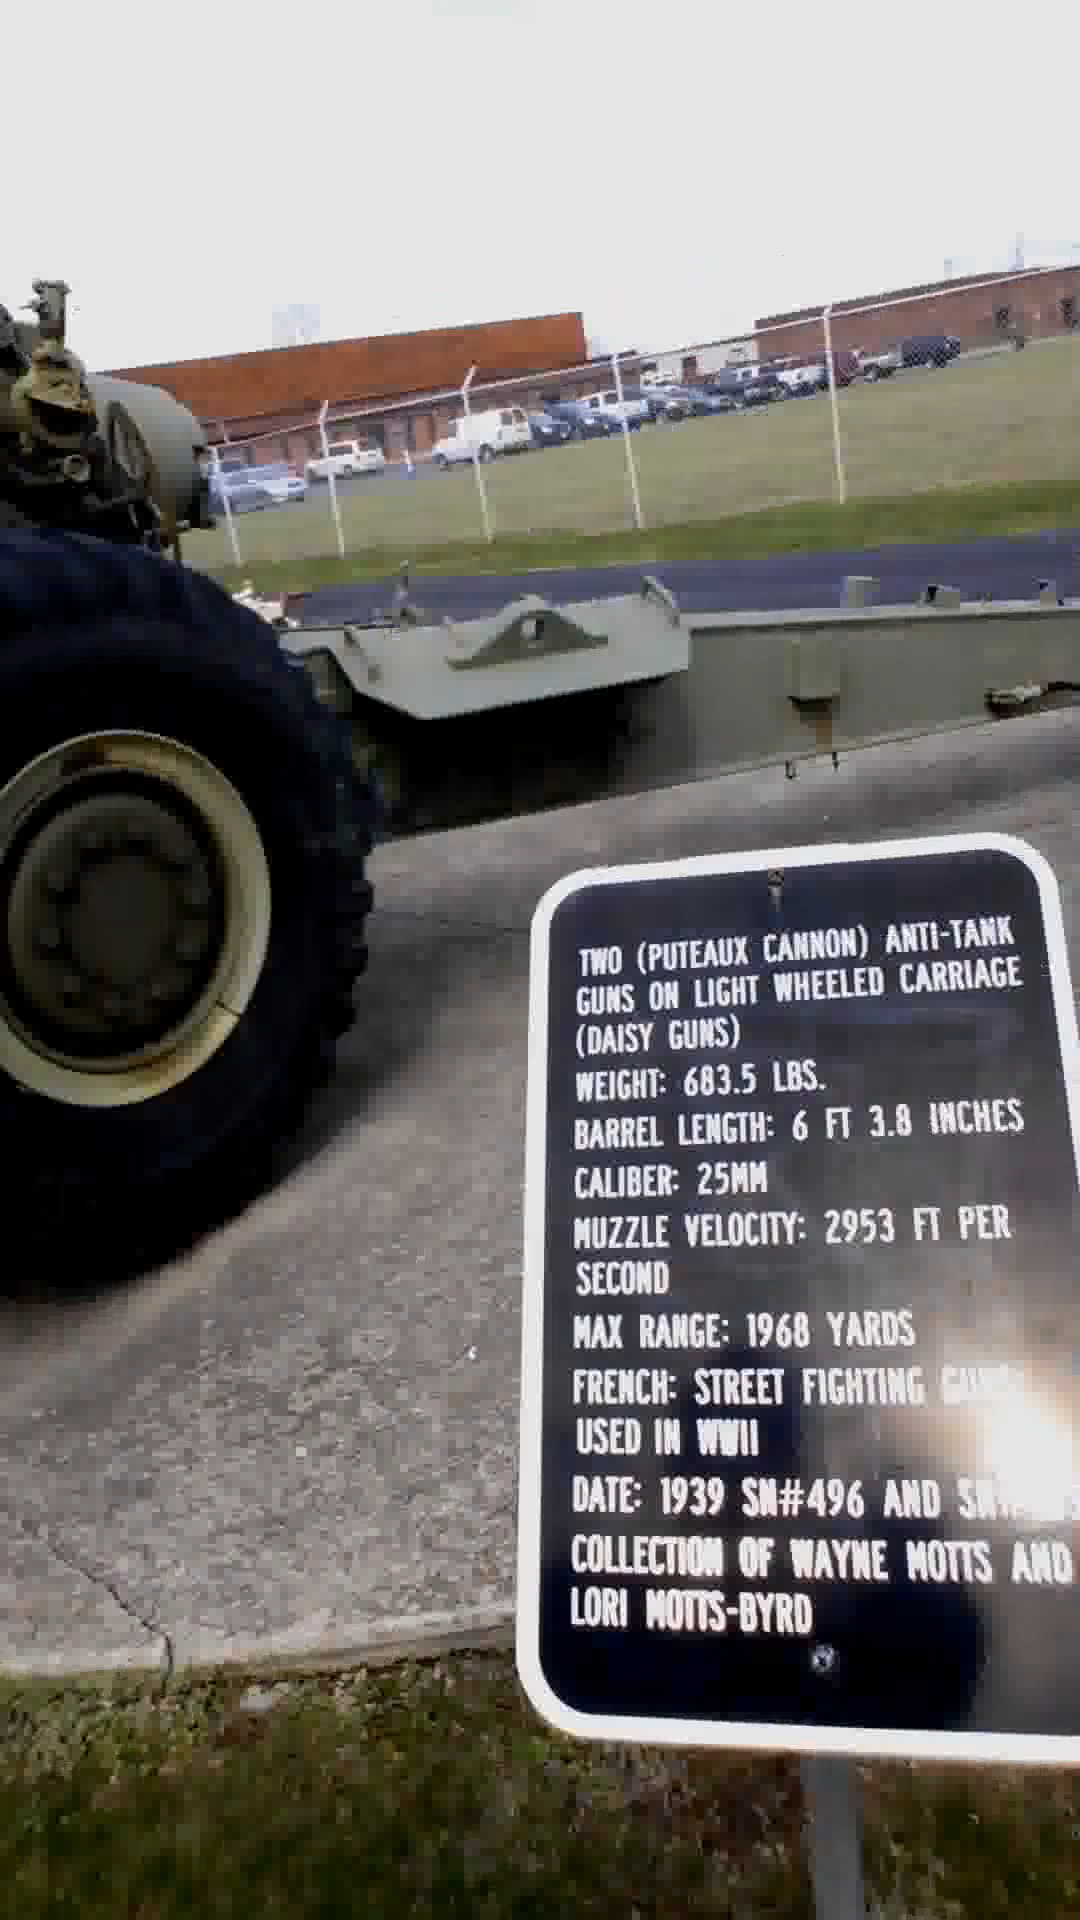 TWO (PUTEAUX CANNON) ANTI-TANK
GUNS ON LIGHT WHEELED CARRIAGE
(DAISY GUNS)
WEIGHT: 683.5 LBS.
BARREL LENGTH: 6 FT 3.8 INCHES
CALIBER: 25MM
MUZZLE VELOCITY: 2953 FT PER
SECOND
MAX RANGE: 1968 YARDS
FRENCH: STREET FIGHTING
USED IN WWII
DATE: 1939 SN#496 AND
COLLECTION OF WAYNE MOTTS AND
LORI MOTTS-BYRD